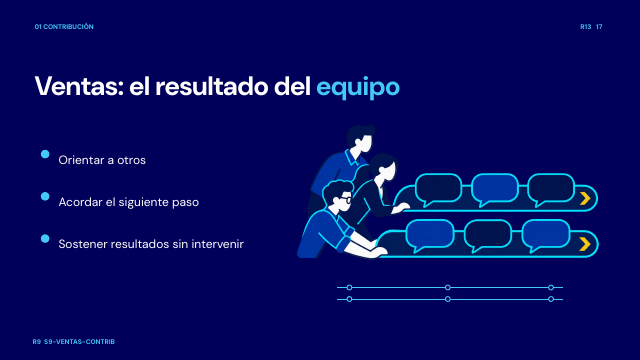 01 CONTRIBUCIÓN
R13 17
Ventas: el resultado del equipo
Orientar a otros
Acordar el siguiente paso
Sostener resultados sin intervenir
R9 S9-VENTAS-CONTRIB